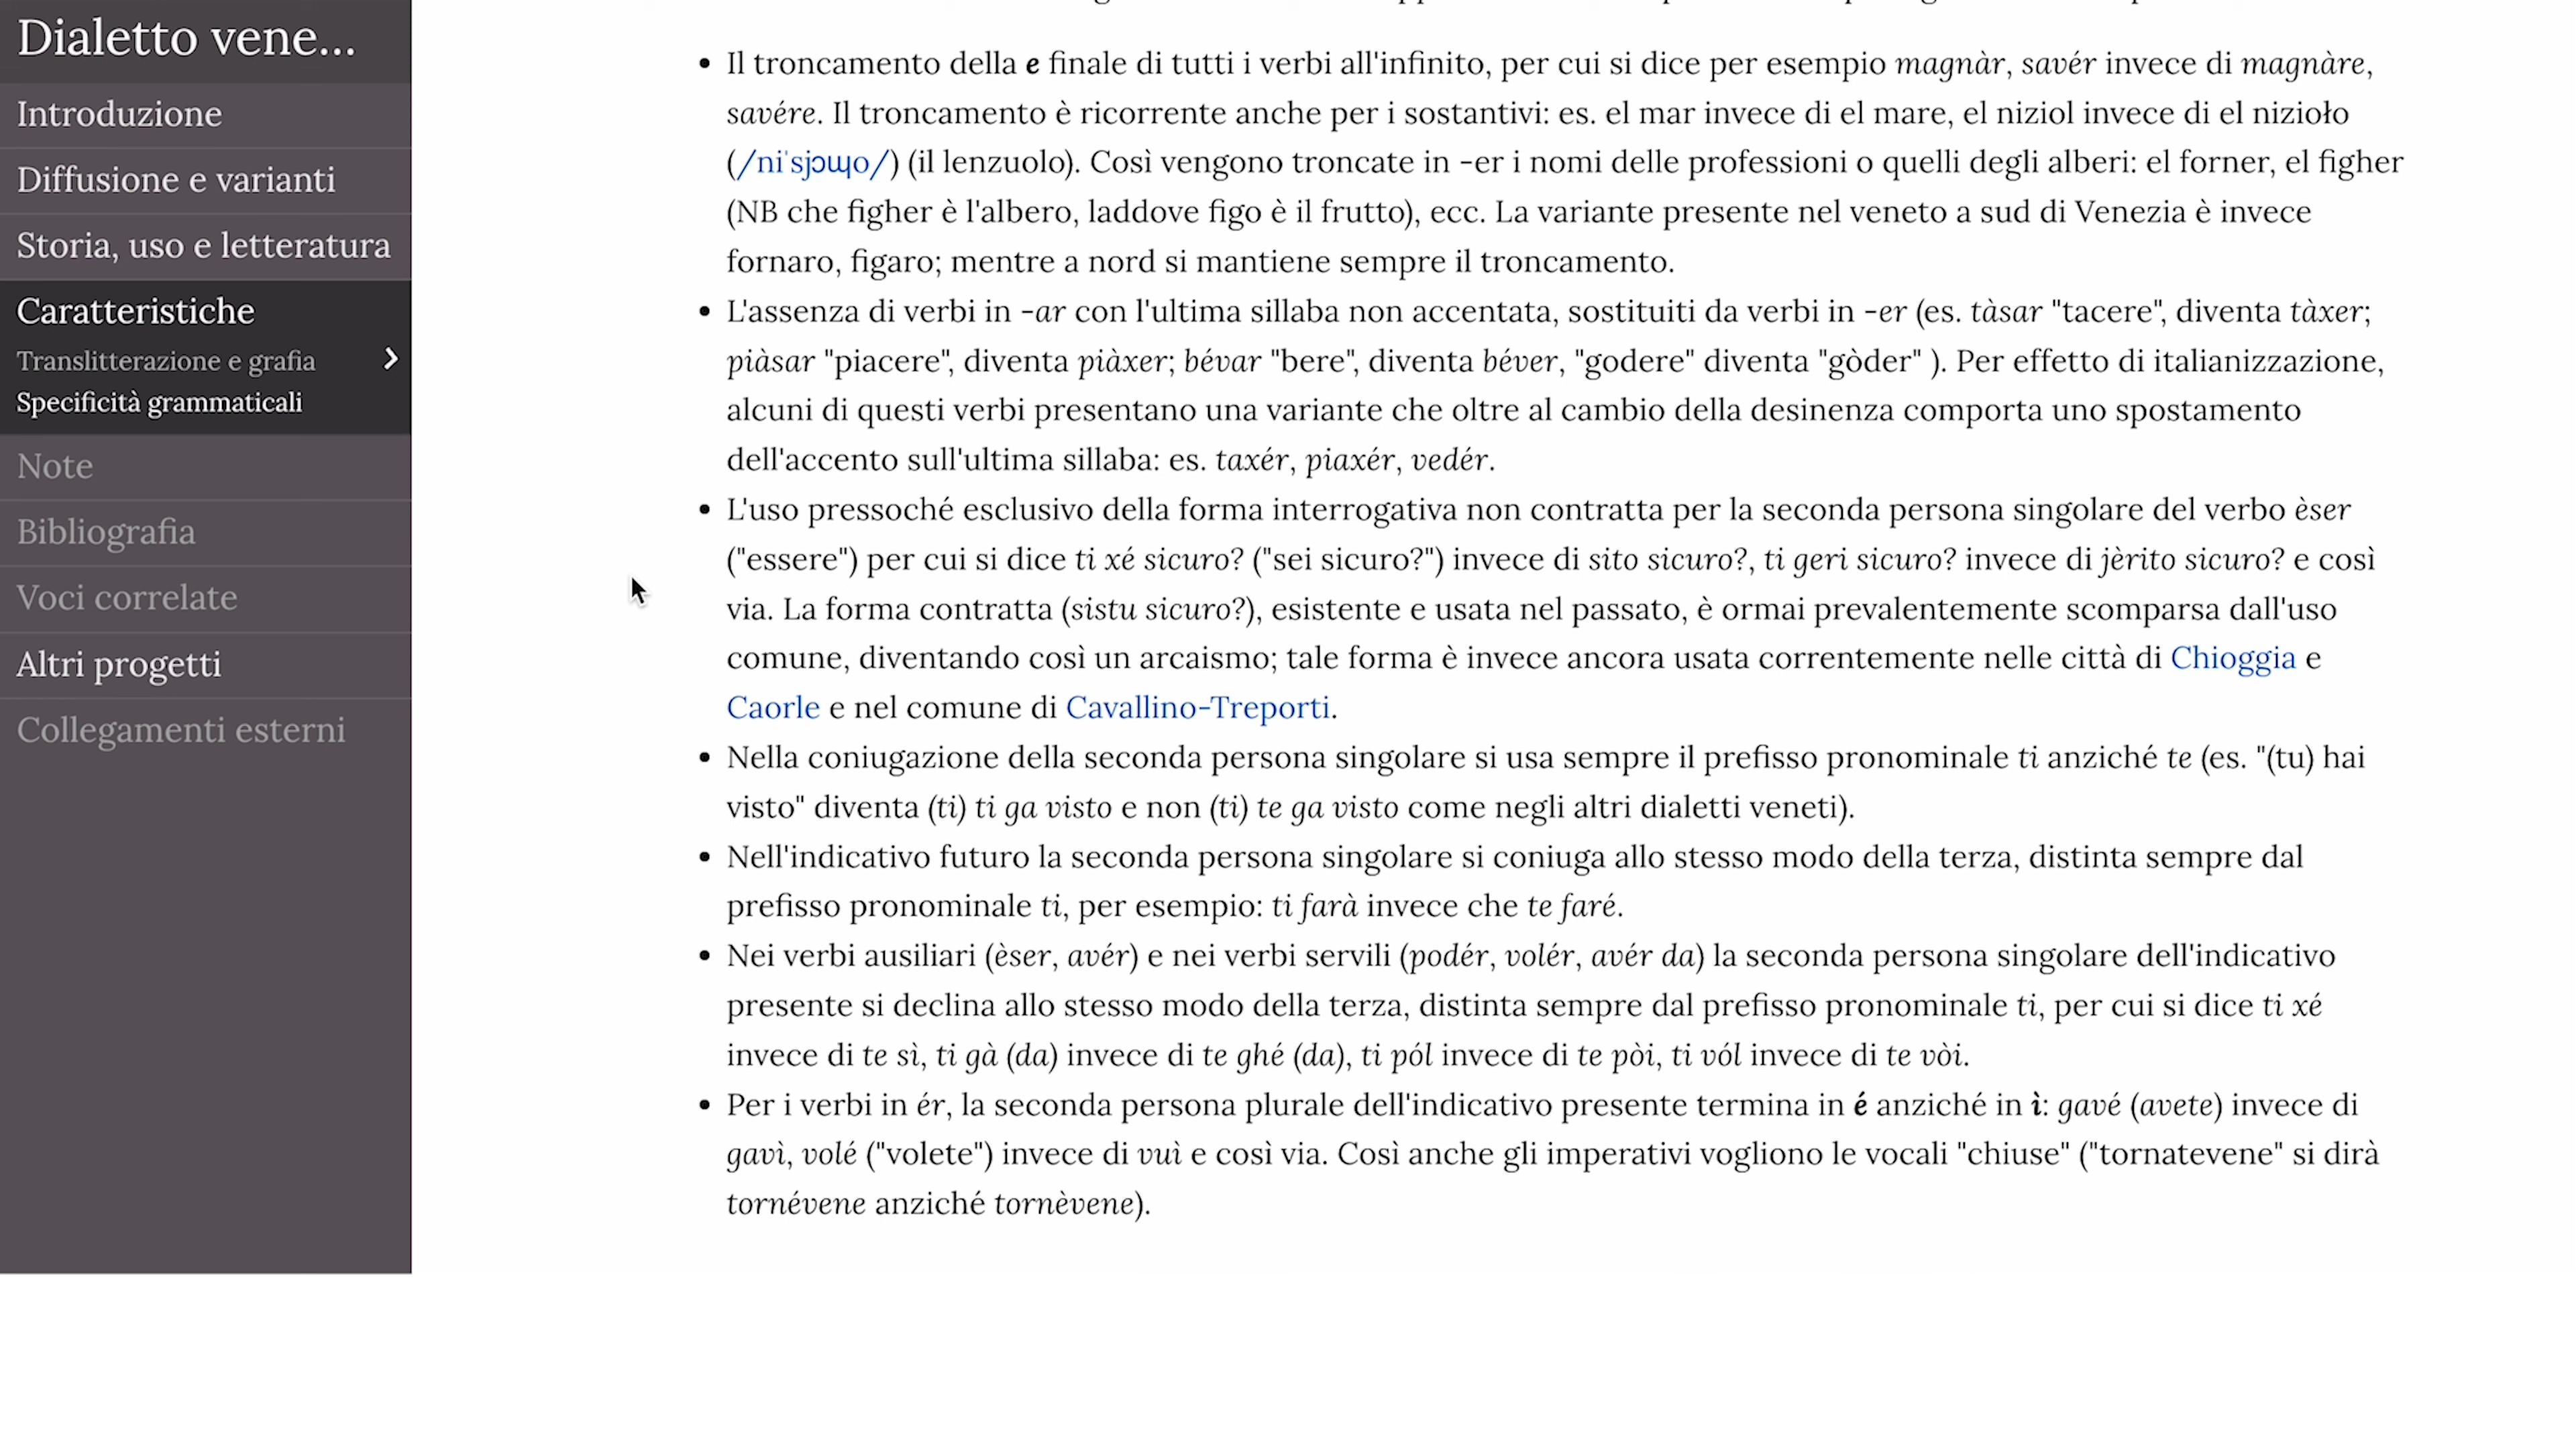 Dialetto vene...
Introduzione
Diffusione e varianti
Storia, uso e letteratura
Caratteristiche
Translitterazione e grafia
Specificità grammaticali
Note
Bibliografia
Voci correlate
Altri progetti
Collegamenti esterni
• Il troncamento della e finale di tutti i verbi all'infinito, per cui si dice per esempio magnàr, savér invece di magnàre,
savére. Il troncamento è ricorrente anche per i sostantivi: es. el mar invece di el mare, el niziol invece di el nizioło
(/niˈsjɔɰo/) (il lenzuolo). Così vengono troncate in -er i nomi delle professioni o quelli degli alberi: el forner, el figher
(NB che figher è l'albero, laddove figo è il frutto), ecc. La variante presente nel veneto a sud di Venezia è invece
fornaro, figaro; mentre a nord si mantiene sempre il troncamento.
• L'assenza di verbi in -ar con l'ultima sillaba non accentata, sostituiti da verbi in -er (es. tàsar "tacere", diventa tàxer;
piàsar "piacere", diventa piàxer; bévar "bere", diventa béver, "godere" diventa "gòder" ). Per effetto di italianizzazione,
alcuni di questi verbi presentano una variante che oltre al cambio della desinenza comporta uno spostamento
dell'accento sull'ultima sillaba: es. taxér, piaxér, vedér.
• L'uso pressoché esclusivo della forma interrogativa non contratta per la seconda persona singolare del verbo èser
("essere") per cui si dice ti xé sicuro? ("sei sicuro?") invece di sito sicuro?, ti geri sicuro? invece di jèrito sicuro? e così
via. La forma contratta (sistu sicuro?), esistente e usata nel passato, è ormai prevalentemente scomparsa dall'uso
comune, diventando così un arcaismo; tale forma è invece ancora usata correntemente nelle città di Chioggia e
Caorle e nel comune di Cavallino-Treporti.
• Nella coniugazione della seconda persona singolare si usa sempre il prefisso pronominale ti anziché te (es. "(tu) hai
visto" diventa (ti) ti ga visto e non (ti) te ga visto come negli altri dialetti veneti).
• Nell'indicativo futuro la seconda persona singolare si coniuga allo stesso modo della terza, distinta sempre dal
prefisso pronominale ti, per esempio: ti farà invece che te faré.
• Nei verbi ausiliari (èser, avér) e nei verbi servili (podér, volér, avér da) la seconda persona singolare dell'indicativo
presente si declina allo stesso modo della terza, distinta sempre dal prefisso pronominale ti, per cui si dice ti xé
invece di te sì, ti gà (da) invece di te ghé (da), ti pól invece di te pòi, ti vól invece di te vòi.
• Per i verbi in ér, la seconda persona plurale dell'indicativo presente termina in é anziché in ì: gavé (avete) invece di
gavì, volé ("volete") invece di vuì e così via. Così anche gli imperativi vogliono le vocali "chiuse" ("tornatevene" si dirà
tornévene anziché tornèvene).